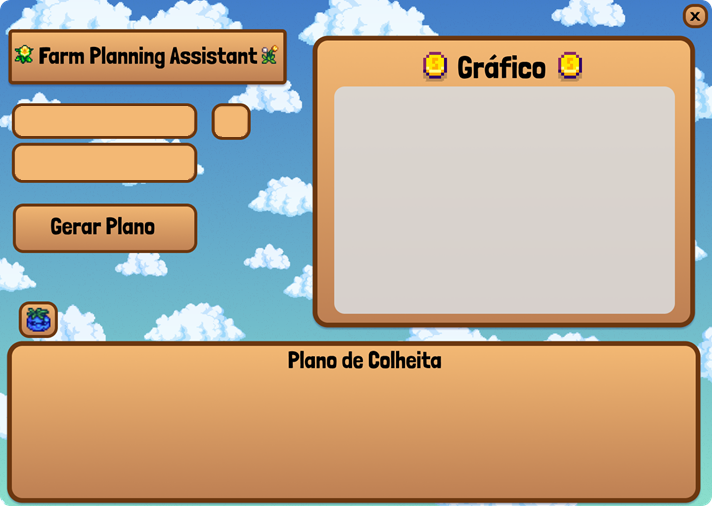 x
Farm Planning Assistant
Gráfico
Gerar Plano
Plano de Colheita